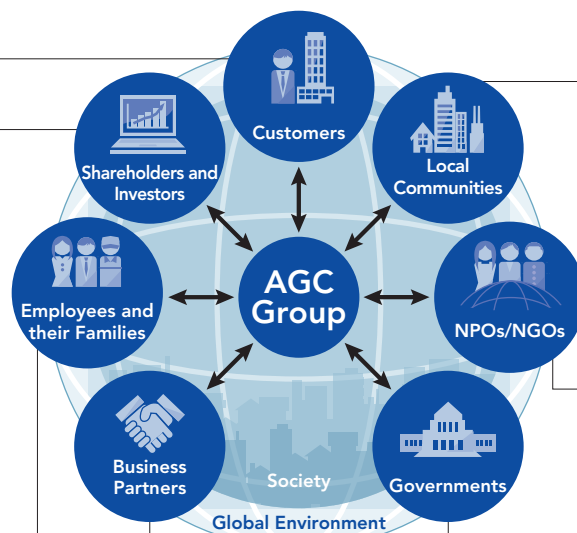 Customers
Shareholders and
Investors
Local
Communities
AGC
Group
Employees and
their Families
NPOs/NGOs
Business
Partners
Society
Governments
Global Environment